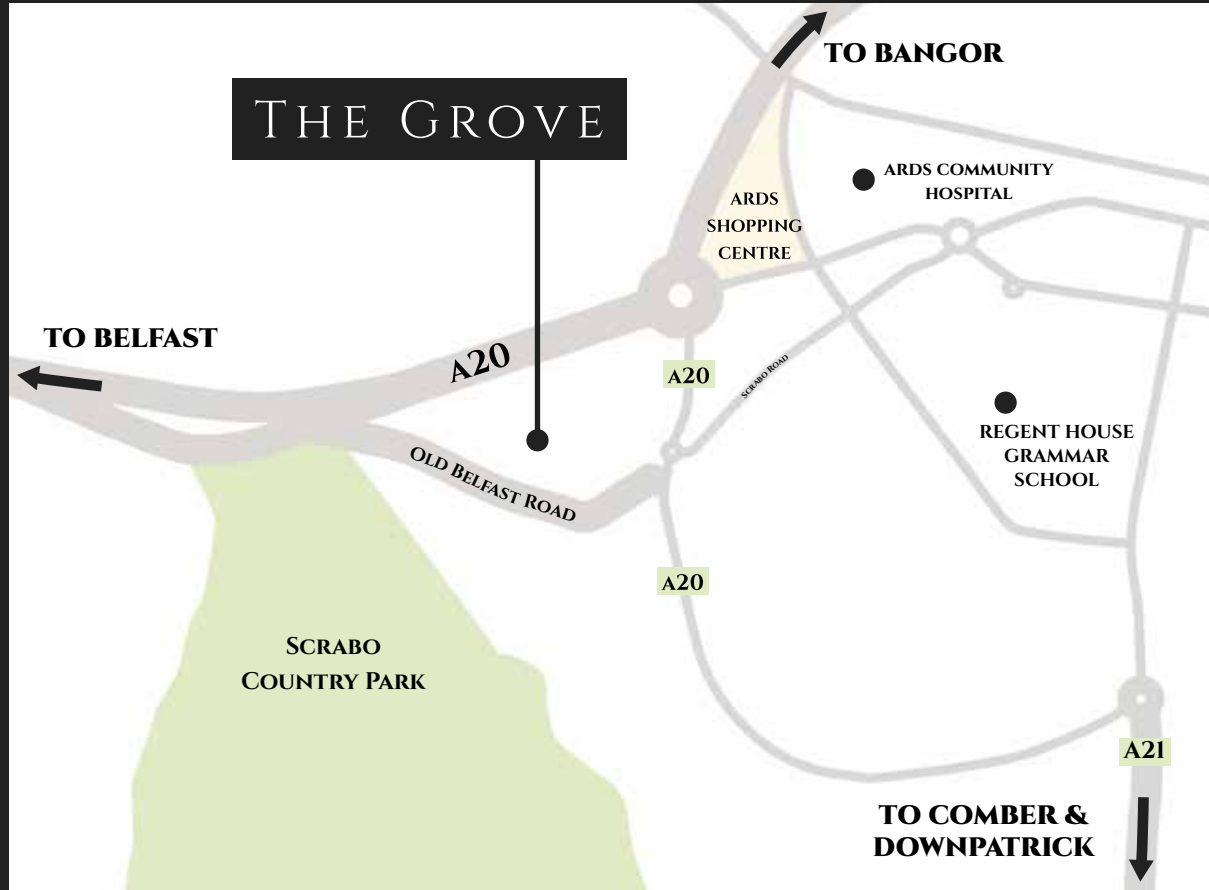 TO BANGOR
THE GROVE
ARDS COMMUNITY
HOSPITAL
ARDS
SHOPPING
CENTRE
TO BELFAST
A20
A20
SCRABO ROAD
REGENT HOUSE
GRAMMAR
SCHOOL
OLD BELFAST ROAD
A20
SCRABO
COUNTRY PARK
A21
TO COMBER &
DOWNPATRICK